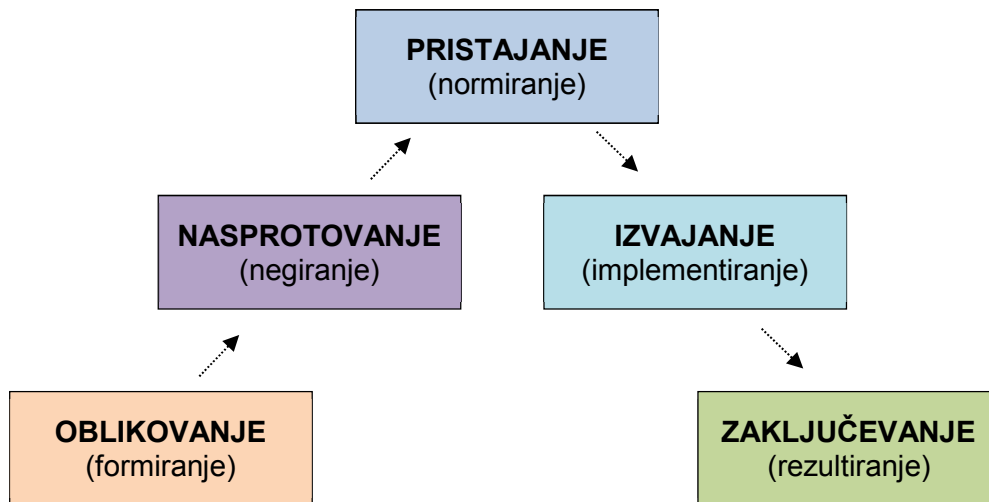 PRISTAJANJE
(normiranje)
NASPROTOVANJE
(negiranje)
IZVAJANJE
(implementiranje)
OBLIKOVANJE
(formiranje)
ZAKLJUČEVANJE
(rezultiranje)